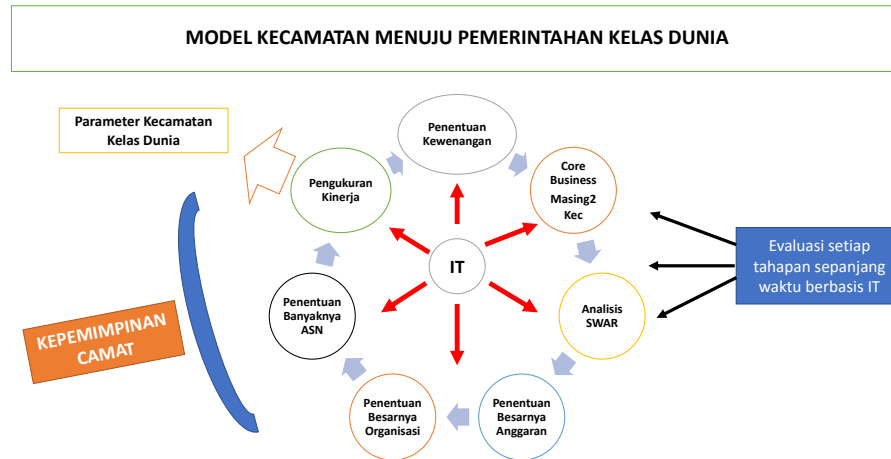 MODEL KECAMATAN MENUJU PEMERINTAHAN KELAS DUNIA
Parameter Kecamatan
Kelas Dunia
Penentuan
Kewenangan
Core
Business
Masing2
Kec
Pengukuran
Kinerja
IT
Evaluasi setiap
tahapan sepanjang
waktu berbasis IT
Penentuan
Banyaknya
ASN
Analisis
SWAR
KEPEMIMPINAN
CAMAT
Penentuan
Besarnya
Organisasi
Penentuan
Besarnya
Anggaran